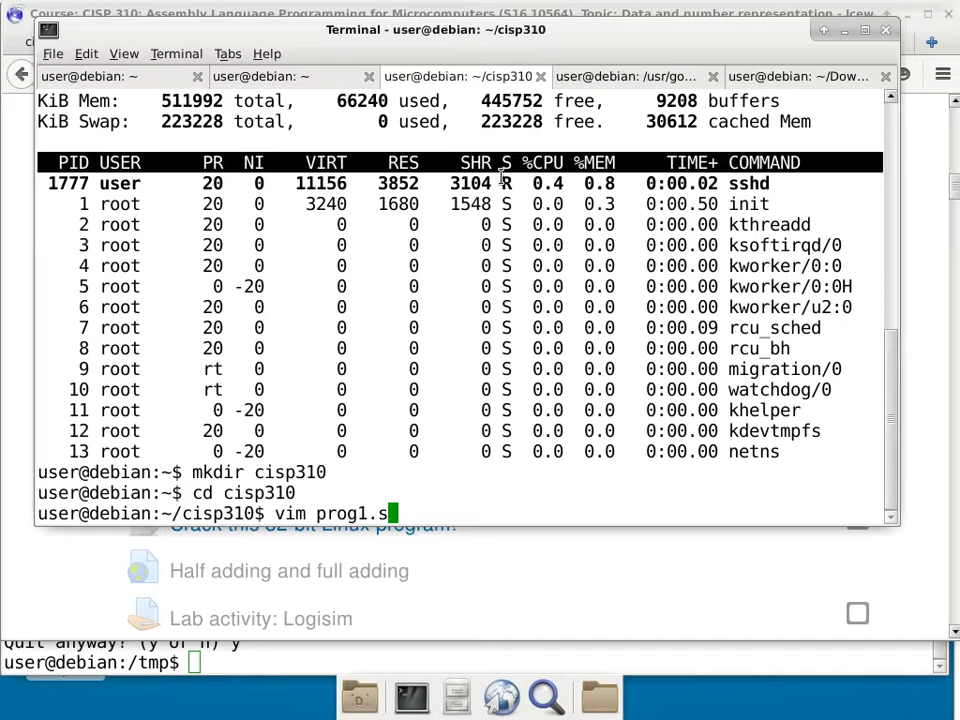 Course: CISP 310: Assembly Language Programming for Microcomputers (S16 10564). Topic: Data and number representation - Icew
Terminal - user@debian: ~/cisp310
File Edit View Terminal Tabs Help
user@debian: ~ user@debian: ~ user@debian: ~/cisp310 user@debian: /usr/go... user@debian: ~/Dow...
KiB Mem: 511992 total, 66240 used, 445752 free, 9208 buffers
KiB Swap: 223228 total, 0 used, 223228 free. 30612 cached Mem
PID USER PR NI VIRT RES SHR S %CPU %MEM TIME+ COMMAND
1777 user 20 0 11156 3852 3104 R 0.4 0.8 0:00.02 sshd
1 root 20 0 3240 1680 1548 S 0.0 0.3 0:00.50 init
2 root 20 0 0 0 0 S 0.0 0.0 0:00.00 kthreadd
3 root 20 0 0 0 0 S 0.0 0.0 0:00.00 ksoftirqd/0
4 root 20 0 0 0 0 S 0.0 0.0 0:00.00 kworker/0:0
5 root 0 -20 0 0 0 S 0.0 0.0 0:00.00 kworker/0:0H
6 root 20 0 0 0 0 S 0.0 0.0 0:00.00 kworker/u2:0
7 root 20 0 0 0 0 S 0.0 0.0 0:00.09 rcu_sched
8 root 20 0 0 0 0 S 0.0 0.0 0:00.00 rcu_bh
9 root rt 0 0 0 0 S 0.0 0.0 0:00.00 migration/0
10 root rt 0 0 0 0 S 0.0 0.0 0:00.00 watchdog/0
11 root 0 -20 0 0 0 S 0.0 0.0 0:00.00 khelper
12 root 20 0 0 0 0 S 0.0 0.0 0:00.00 kdevtmpfs
13 root 0 -20 0 0 0 S 0.0 0.0 0:00.00 netns
user@debian:~$ mkdir cisp310
user@debian:~$ cd cisp310
user@debian:~/cisp310$ vim prog1.s
Crack this 32-bit Linux program!
Half adding and full adding
Lab activity: Logisim
Quit anyway? (y or n) y
user@debian:/tmp$